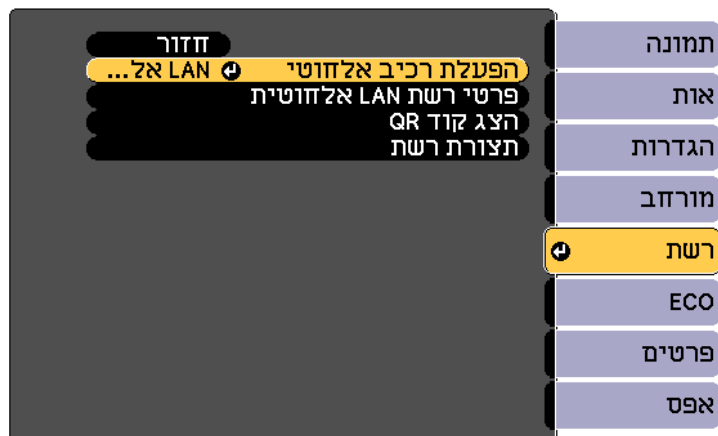 תמונה
אות
הגדרות
מורחב
רשת
ECO
פרטים
אפס
חזור
הפעלת רכיב אלחוטי LAN אל...
פרטי רשת LAN אלחוטית
הצג קוד QR
תצורת רשת